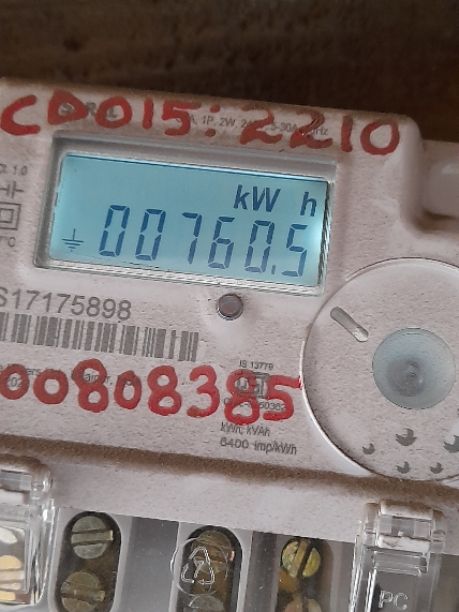 CD015:2210
kW h
00760.5
S17175898
00808385
IS 13779
kWh, kVAh
6400 imp/kWh
PC